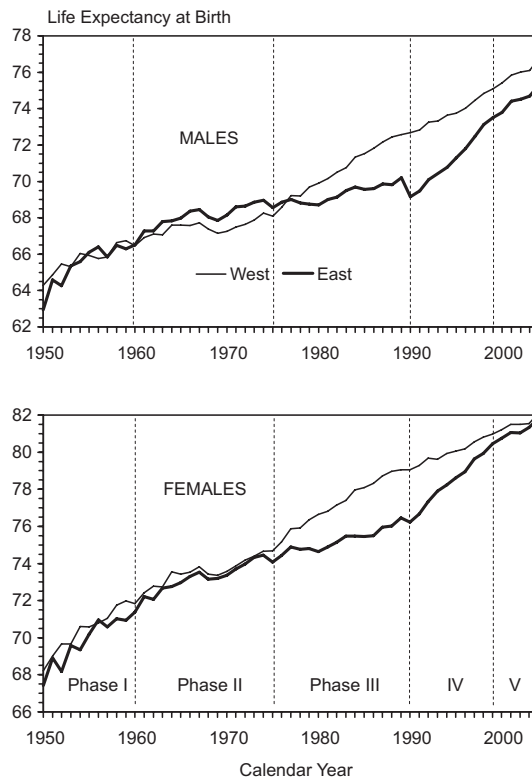 Life Expectancy at Birth
78
76
74
72
70
68
66
64
62
MALES
West East
1950 1960 1970 1980 1990 2000
82
80
78
76
74
72
70
68
66
FEMALES
Phase I Phase II Phase III IV V
1950 1960 1970 1980 1990 2000
Calendar Year